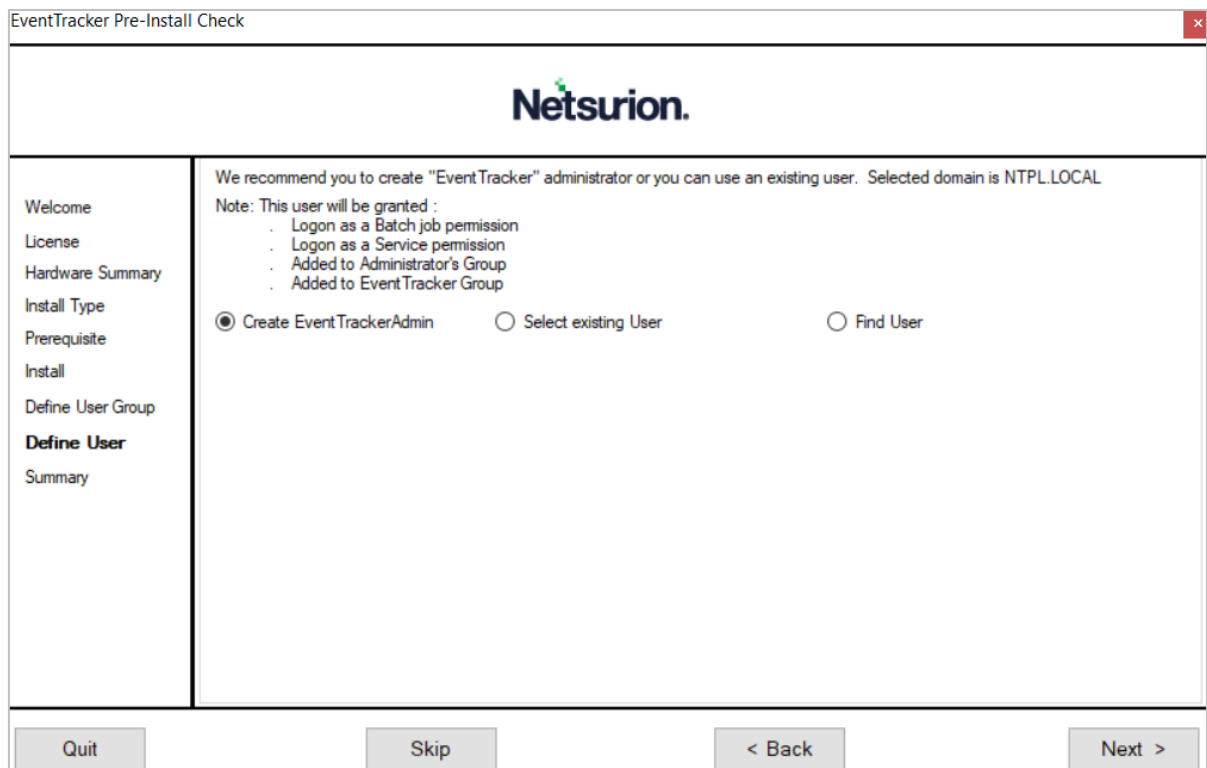 EventTracker Pre-Install Check
×
Netsurion.
Welcome
License
Hardware Summary
Install Type
Prerequisite
Install
Define User Group
Define User
Summary
We recommend you to create "EventTracker" administrator or you can use an existing user. Selected domain is NTPL.LOCAL
Note: This user will be granted :
. Logon as a Batch job permission
. Logon as a Service permission
. Added to Administrator's Group
. Added to EventTracker Group
Create EventTrackerAdmin Select existing User Find User
Quit Skip < Back Next >